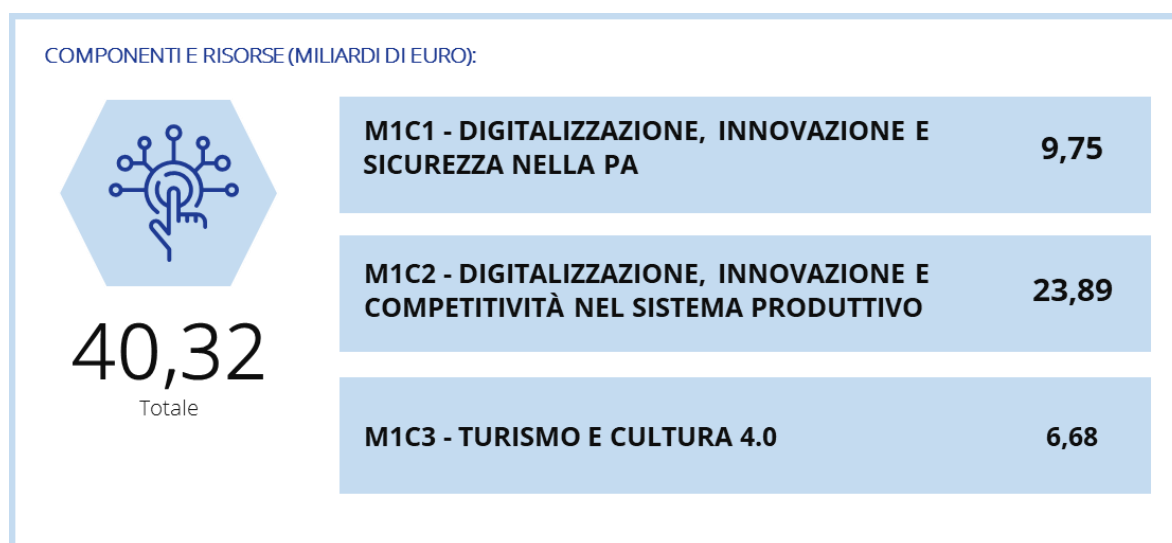 COMPONENTI E RISORSE (MILIARDI DI EURO):
M1C1 - DIGITALIZZAZIONE, INNOVAZIONE E
SICUREZZA NELLA PA
9,75
M1C2 - DIGITALIZZAZIONE, INNOVAZIONE E
COMPETITIVITÀ NEL SISTEMA PRODUTTIVO
23,89
40,32
Totale
M1C3 - TURISMO E CULTURA 4.0
6,68